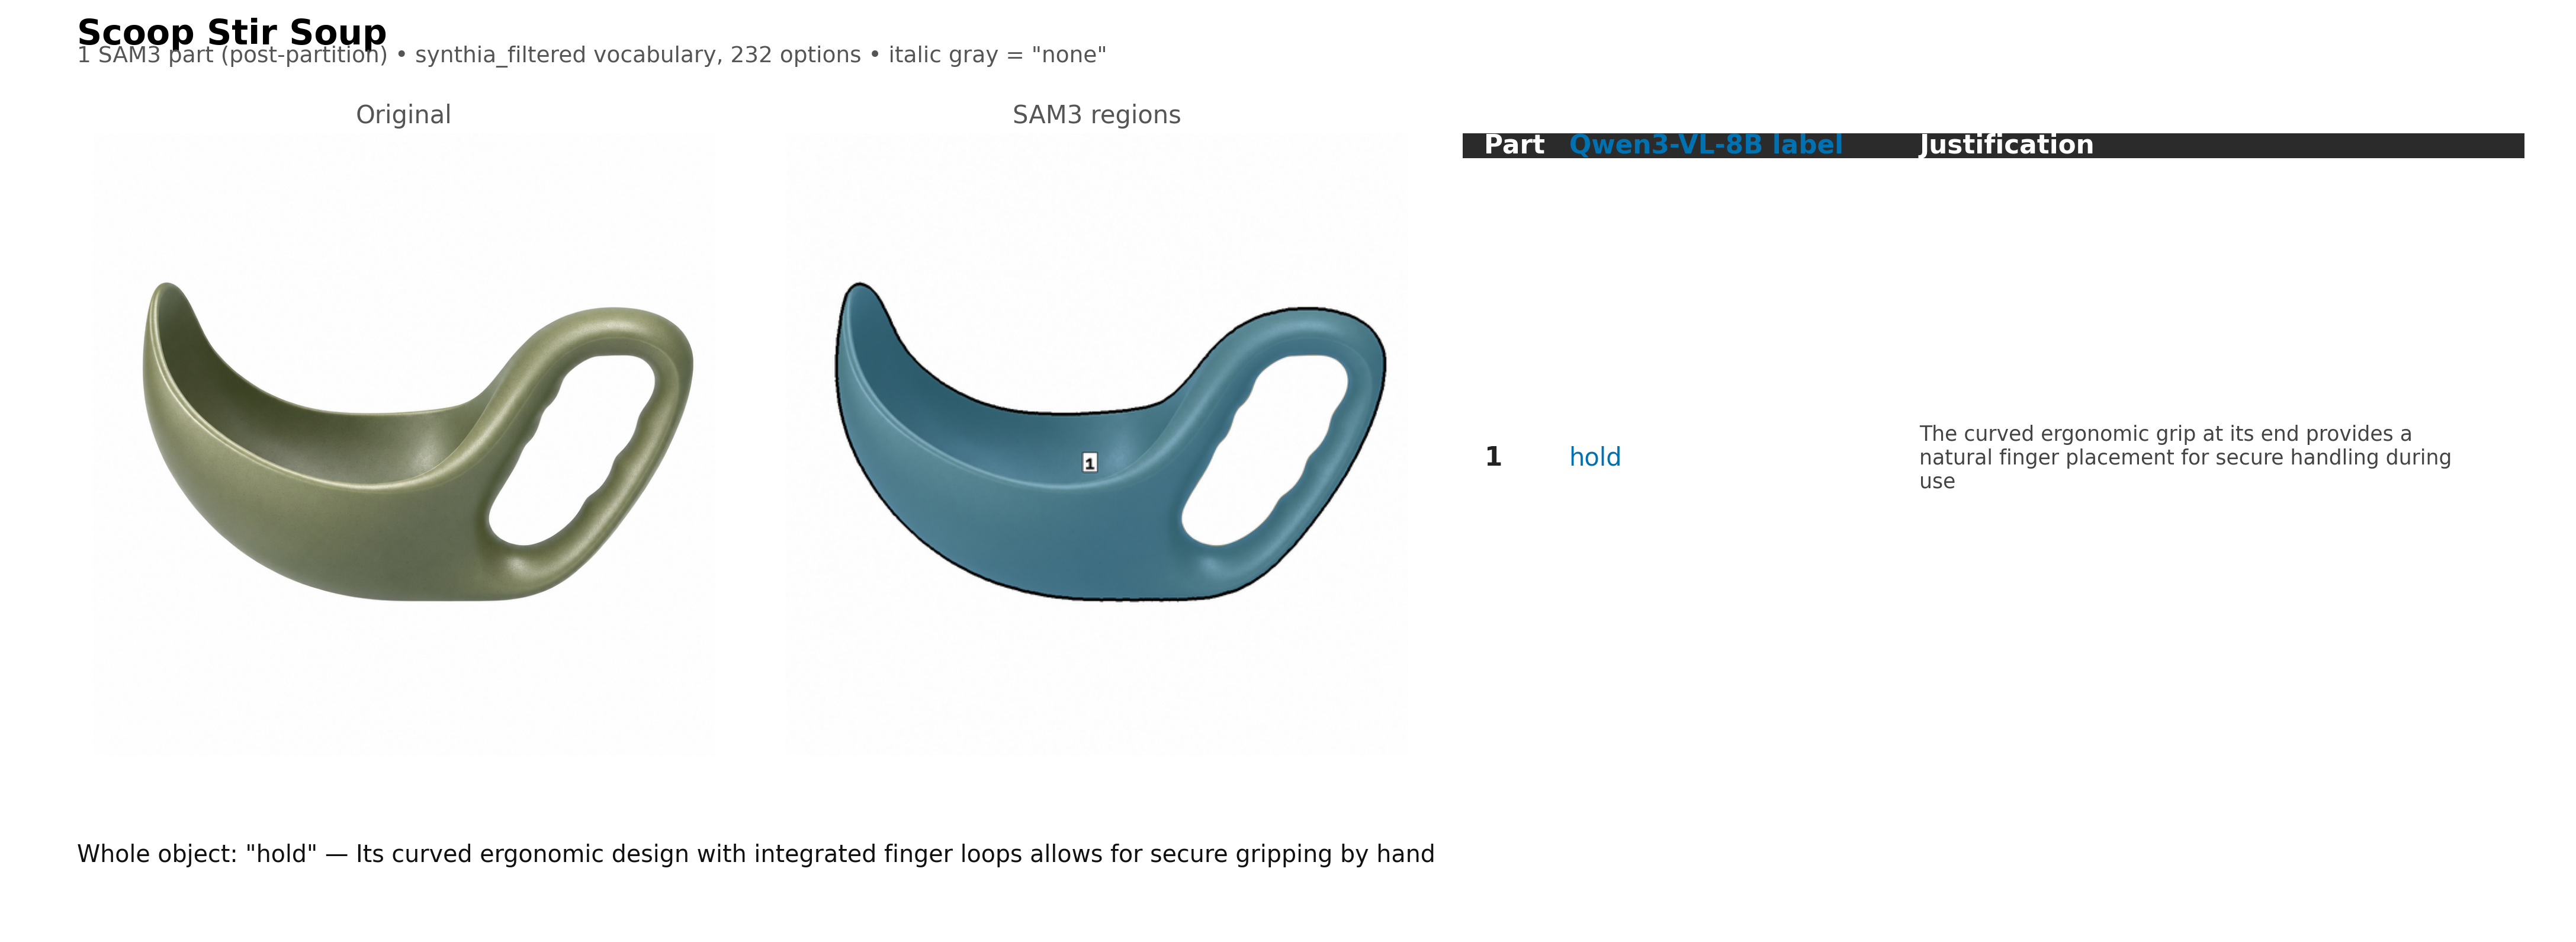 Scoop Stir Soup
1 SAM3 part (post-partition) • synthia_filtered vocabulary, 232 options • italic gray = "none"
Original
SAM3 regions
Part Qwen3-VL-8B label Justification
1
1 hold
The curved ergonomic grip at its end provides a
natural finger placement for secure handling during
use
Whole object: "hold" — Its curved ergonomic design with integrated finger loops allows for secure gripping by hand